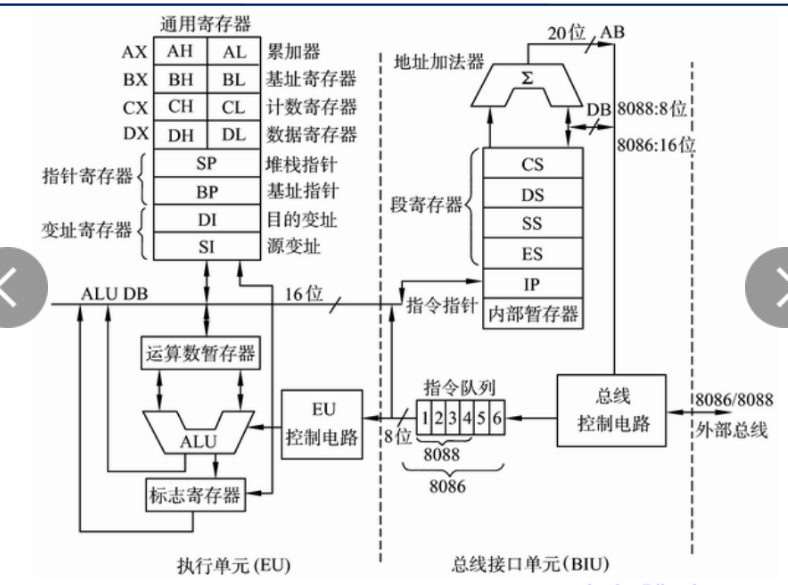 通用寄存器
AX AH AL 累加器
BX BH BL 基址寄存器
CX CH CL 计数寄存器
DX DH DL 数据寄存器
指针寄存器
SP 堆栈指针
BP 基址指针
变址寄存器
DI 目的变址
SI 源变址
ALU DB
16位
运算数暂存器
ALU
标志寄存器
EU
控制电路
执行单元(EU)
20位 AB
地址加法器
Σ
DB 8088:8位
8086:16位
段寄存器
CS
DS
SS
ES
IP
指令指针
内部暂存器
指令队列
1 2 3 4 5 6
8位
8088
8086
总线
控制电路
8086/8088
外部总线
总线接口单元(BIU)